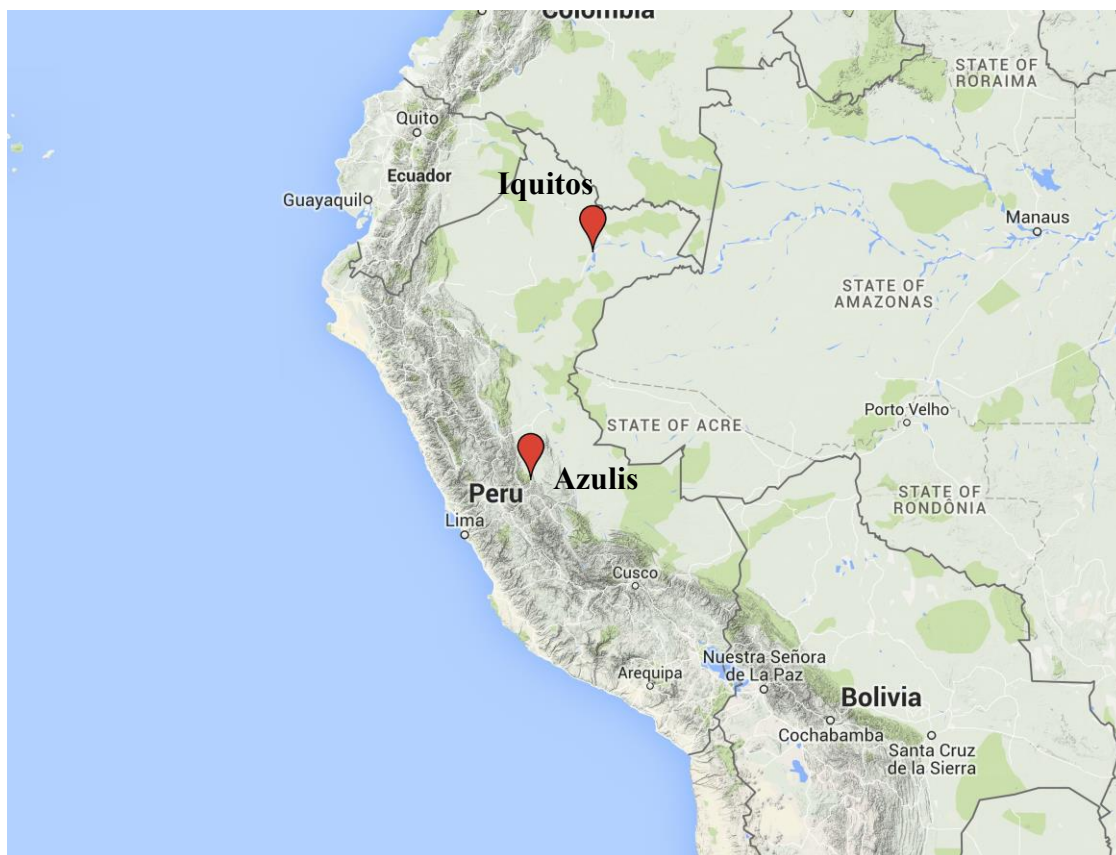 Colombia
STATE OF
RORAIMA
Quito
Ecuador
Iquitos
Guayaquil
Manaus
STATE OF
AMAZONAS
Porto Velho
STATE OF ACRE
Azulis
Peru
STATE OF
RONDÔNIA
Lima
Cusco
Nuestra Señora
de La Paz
Arequipa
Bolivia
Cochabamba
Santa Cruz
de la Sierra